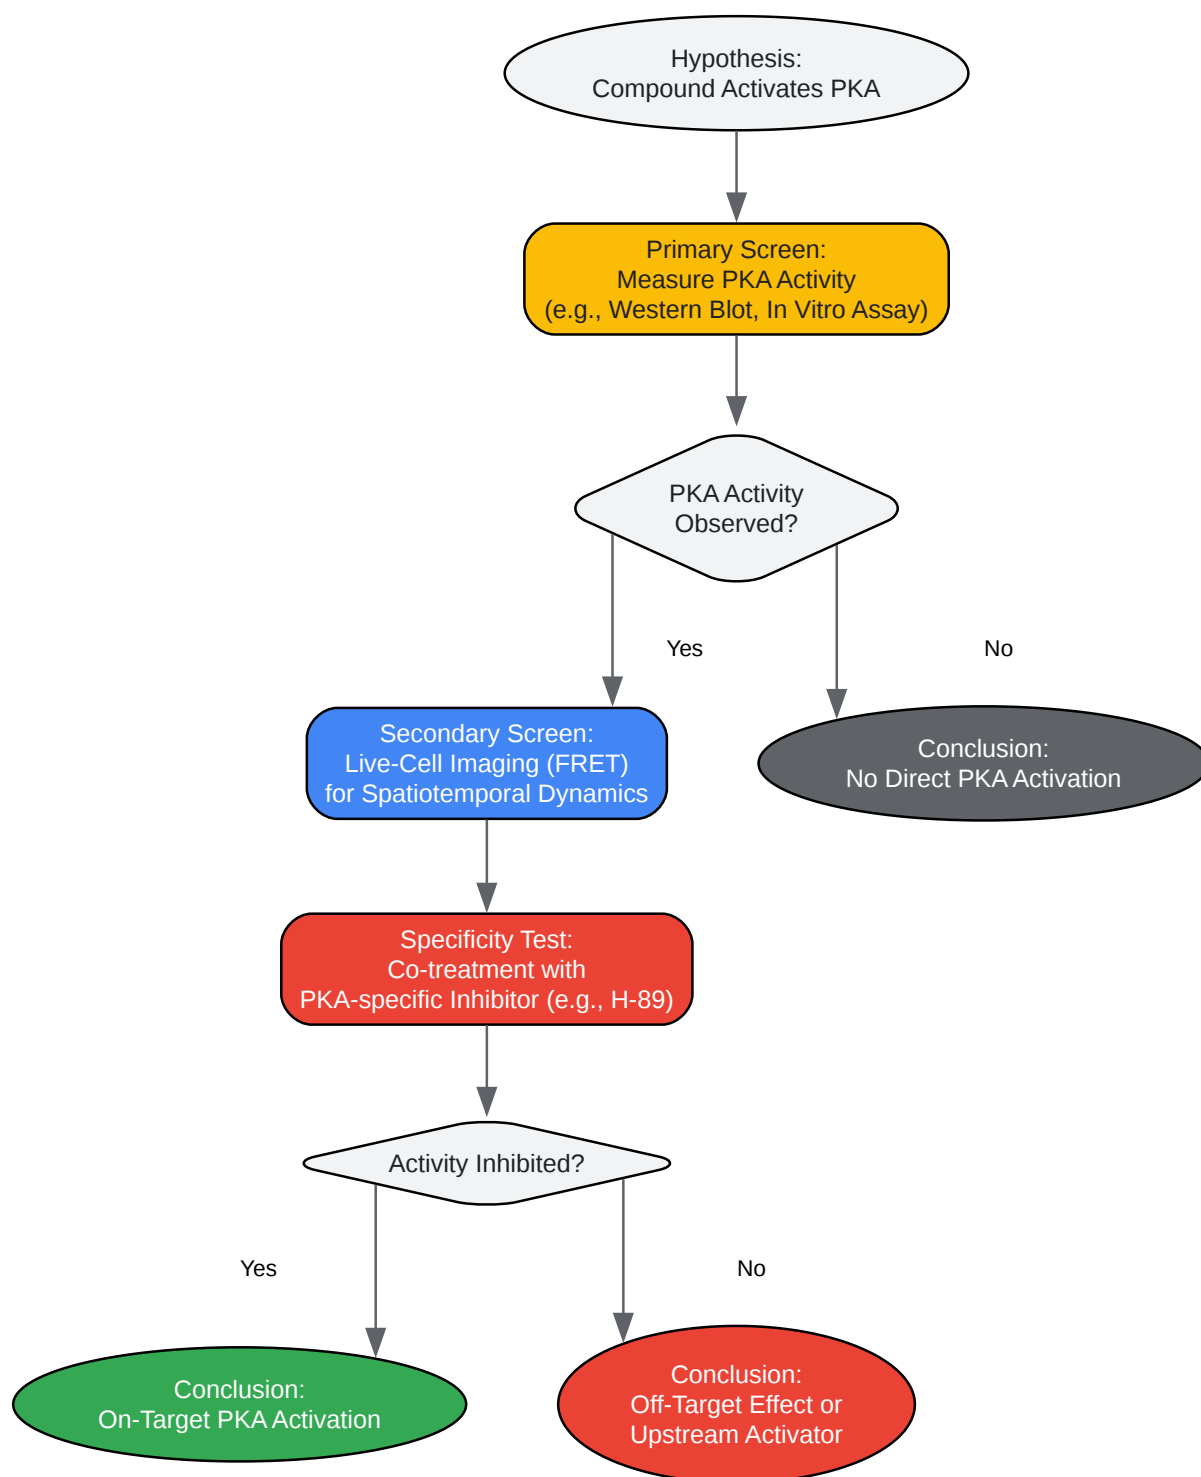 Hypothesis:
Compound Activates PKA
Primary Screen:
Measure PKA Activity
(e.g., Western Blot, In Vitro Assay)
PKA Activity
Observed?
Yes
No
Secondary Screen:
Live-Cell Imaging (FRET)
for Spatiotemporal Dynamics
Conclusion:
No Direct PKA Activation
Specificity Test:
Co-treatment with
PKA-specific Inhibitor (e.g., H-89)
Activity Inhibited?
Yes
No
Conclusion:
On-Target PKA Activation
Conclusion:
Off-Target Effect or
Upstream Activator